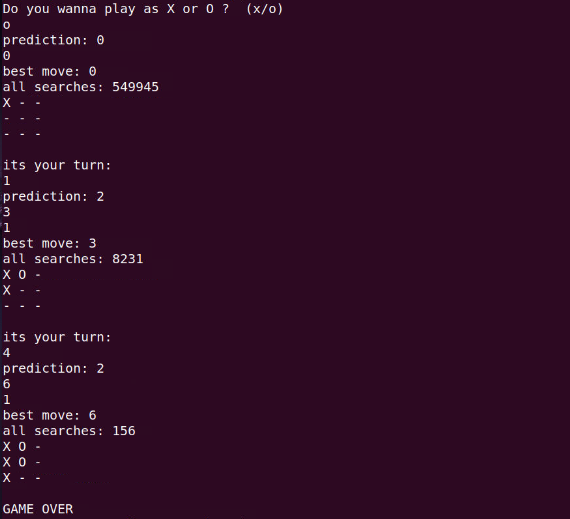 Do you wanna play as X or O ?  (x/o)
o
prediction: 0
0
best move: 0
all searches: 549945
X - -
- - -
- - -
its your turn:
1
prediction: 2
3
1
best move: 3
all searches: 8231
X O -
X - -
- - -
its your turn:
4
prediction: 2
6
1
best move: 6
all searches: 156
X O -
X O -
X - -
GAME OVER